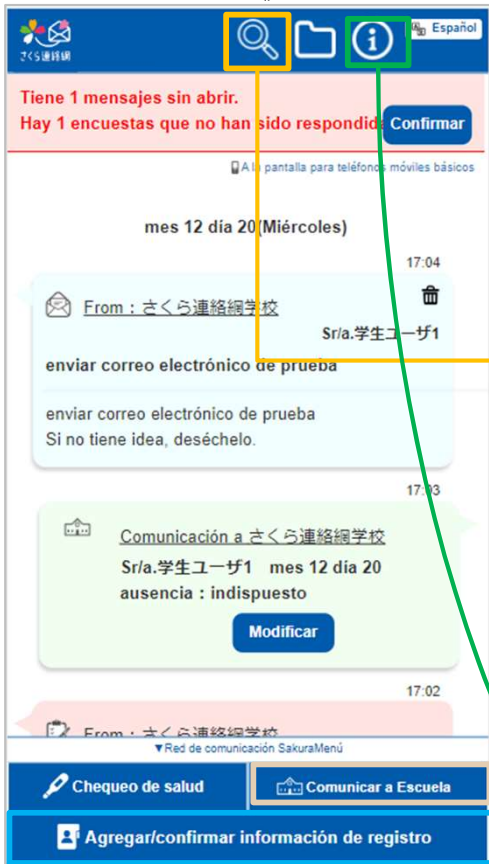 Español
さくら連絡網
Tiene 1 mensajes sin abrir.
Hay 1 encuestas que no han sido respondid
Confirmar
A la pantalla para teléfonos móviles básicos
mes 12 día 20(Miércoles)
17:04
From : さくら連絡網学校
Sr/a.学生ユーザ1
enviar correo electrónico de prueba
enviar correo electrónico de prueba
Si no tiene idea, deséchelo.
17:03
Comunicación a さくら連絡網学校
Sr/a.学生ユーザ1 mes 12 día 20
ausencia : indispuesto
Modificar
17:02
From : さくら連絡網学校
▼Red de comunicación SakuraMenú
Chequeo de salud
Comunicar a Escuela
Agregar/confirmar información de registro